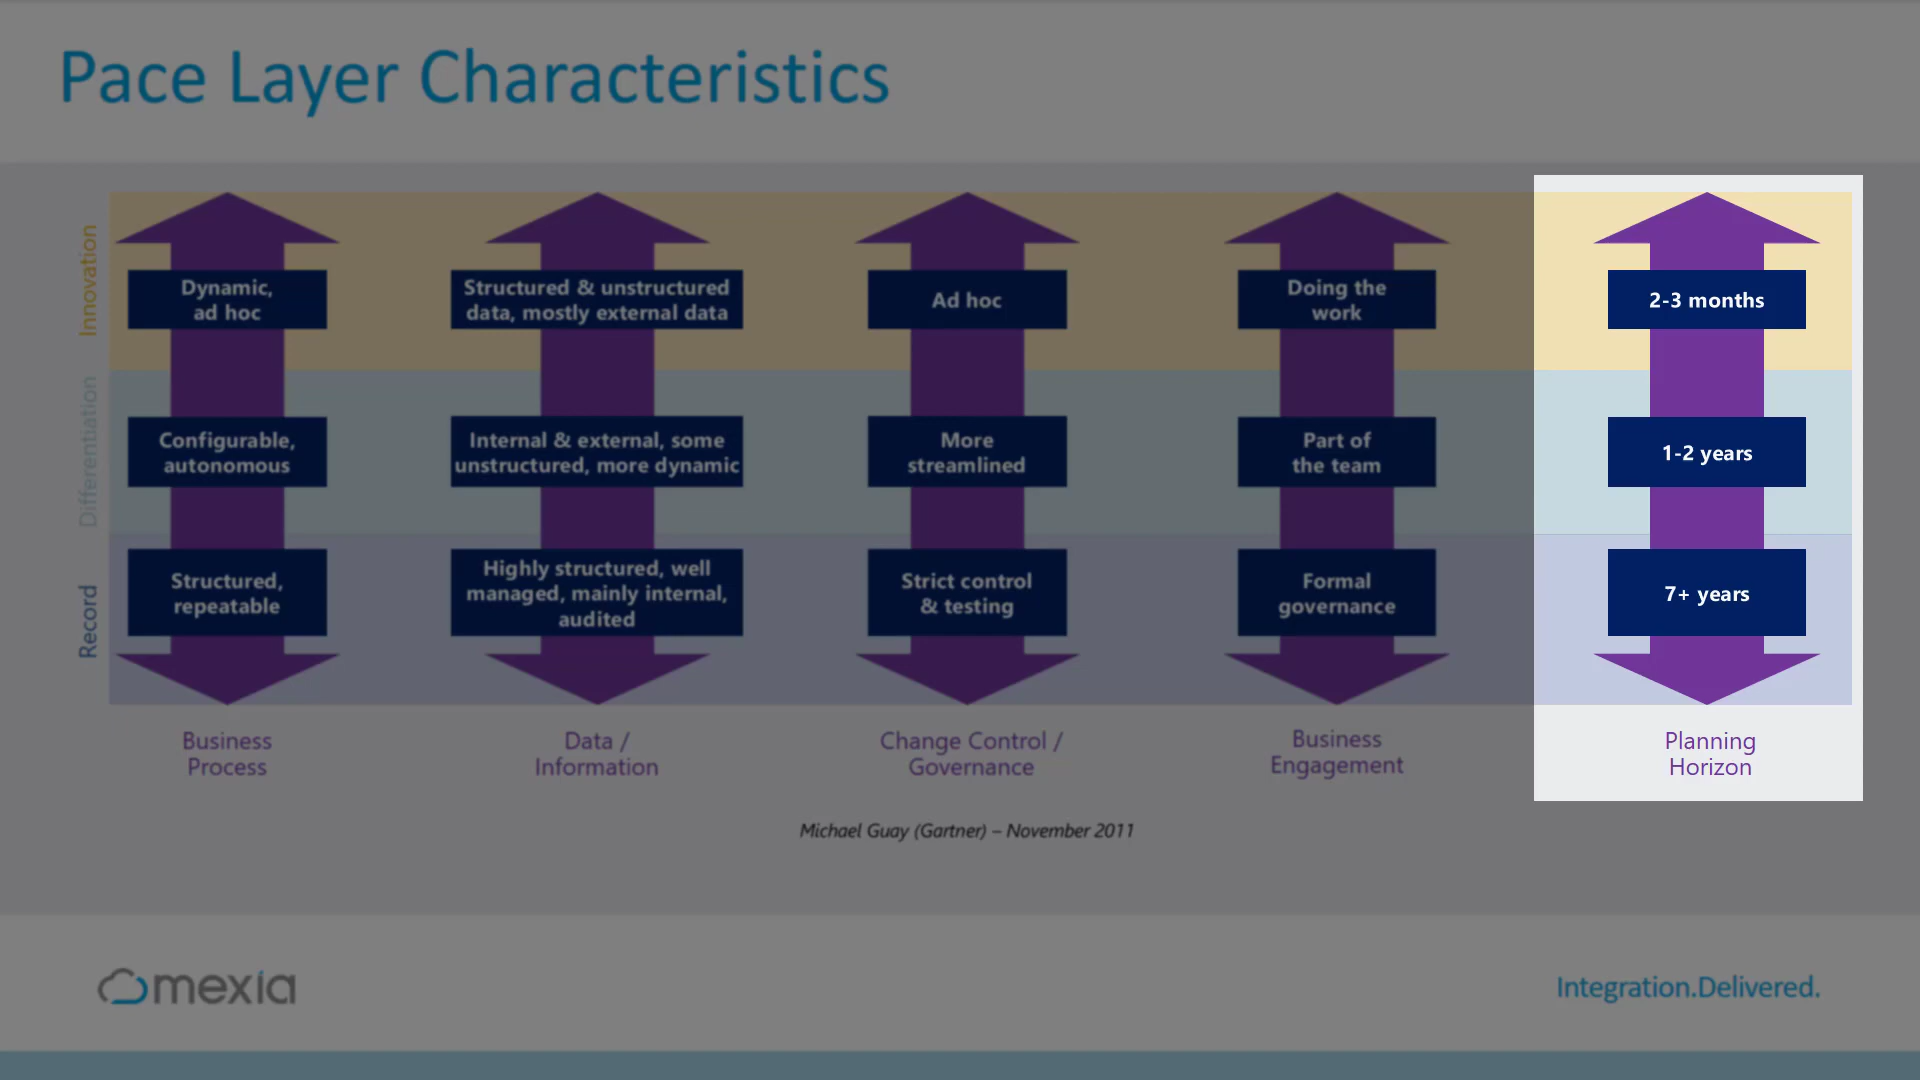 Pace Layer Characteristics
Innovation
Dynamic,
ad hoc
Structured & unstructured
data, mostly external data
Ad hoc
Doing the
work
2-3 months
Differentiation
Configurable,
autonomous
Internal & external, some
unstructured, more dynamic
More
streamlined
Part of
the team
1-2 years
Record
Structured,
repeatable
Highly structured, well
managed, mainly internal,
audited
Strict control
& testing
Formal
governance
7+ years
Business
Process
Data /
Information
Change Control /
Governance
Business
Engagement
Planning
Horizon
Michael Guay (Gartner) – November 2011
mexia
Integration.Delivered.